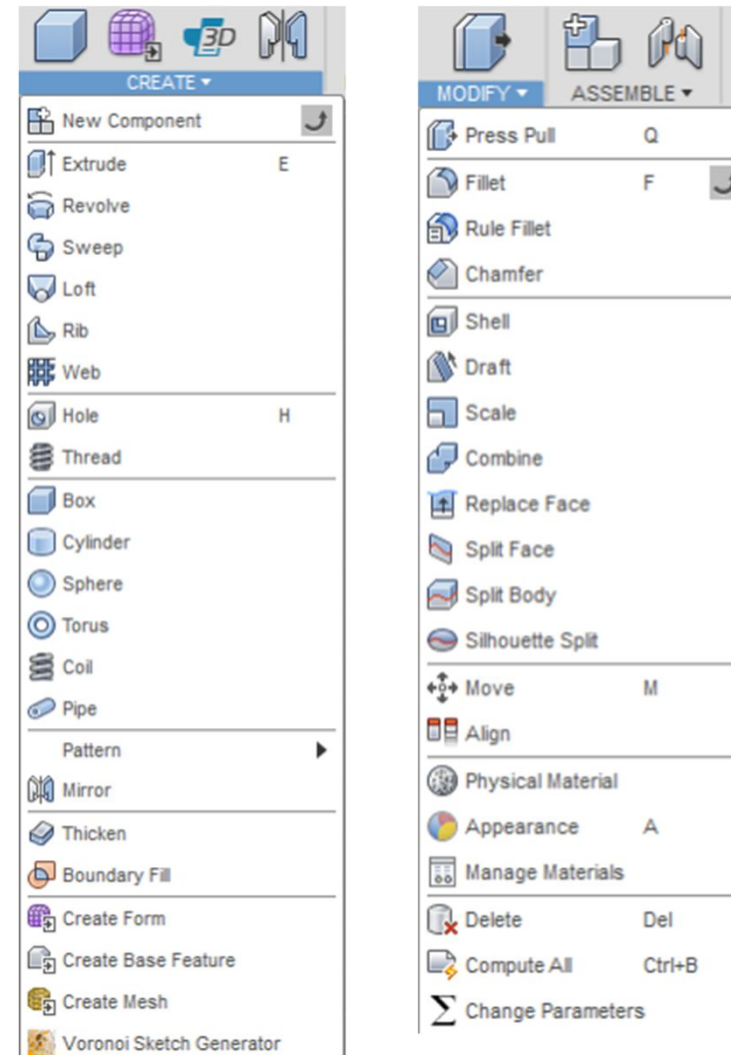 3D
CREATE ▾
New Component
Extrude E
Revolve
Sweep
Loft
Rib
Web
Hole H
Thread
Box
Cylinder
Sphere
Torus
Coil
Pipe
Pattern
Mirror
Thicken
Boundary Fill
Create Form
Create Base Feature
Create Mesh
Voronoi Sketch Generator
MODIFY ▾ ASSEMBLE ▾
Press Pull Q
Fillet F
Rule Fillet
Chamfer
Shell
Draft
Scale
Combine
Replace Face
Split Face
Split Body
Silhouette Split
Move M
Align
Physical Material
Appearance A
Manage Materials
Delete Del
Compute All Ctrl+B
Change Parameters